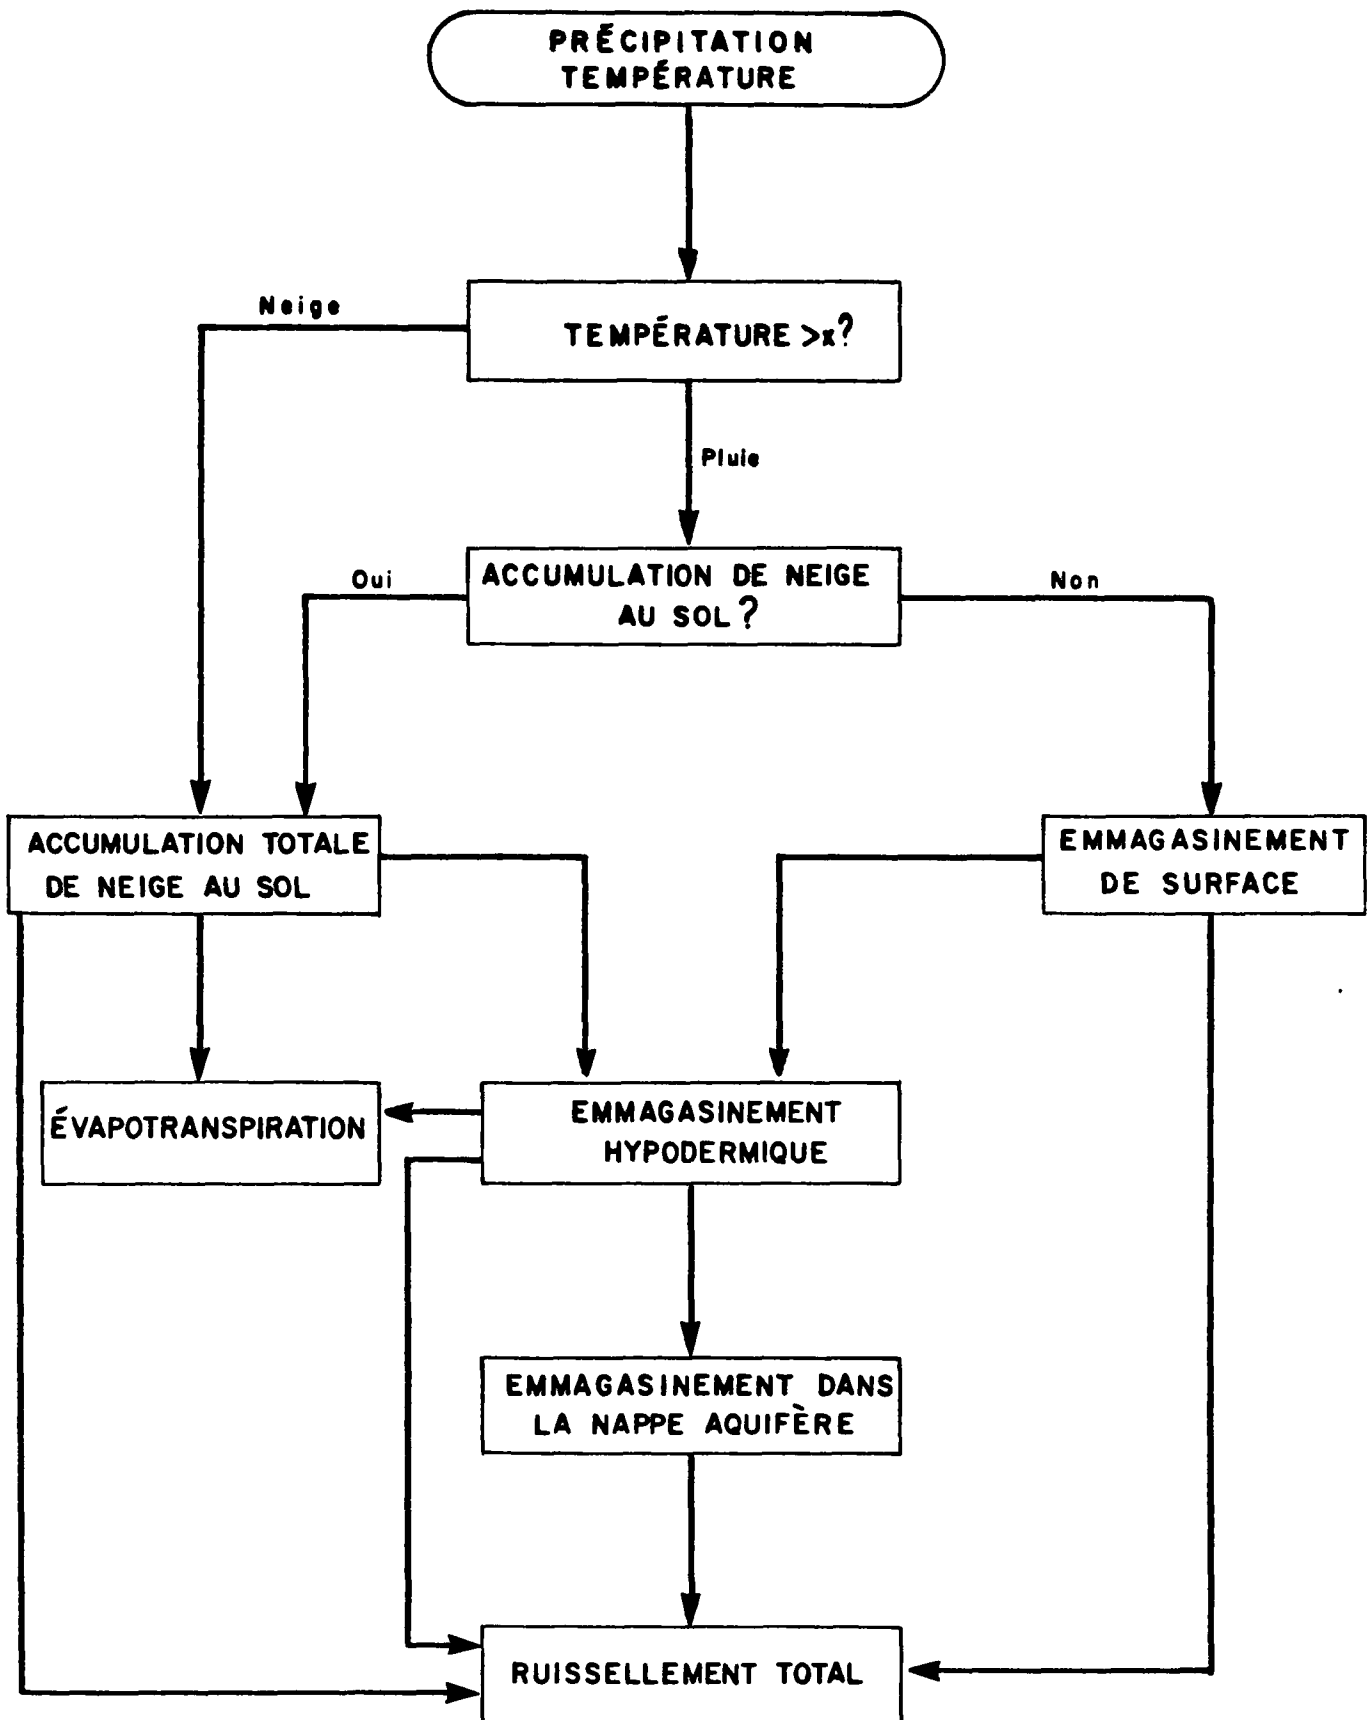 PRÉCIPITATION
TEMPÉRATURE
Neige
TEMPÉRATURE >x?
Pluie
Oui
ACCUMULATION DE NEIGE
AU SOL?
Non
ACCUMULATION TOTALE
DE NEIGE AU SOL
EMMAGASINEMENT
DE SURFACE
ÉVAPOTRANSPIRATION
EMMAGASINEMENT
HYPODERMIQUE
EMMAGASINEMENT DANS
LA NAPPE AQUIFÈRE
RUISSELLEMENT TOTAL